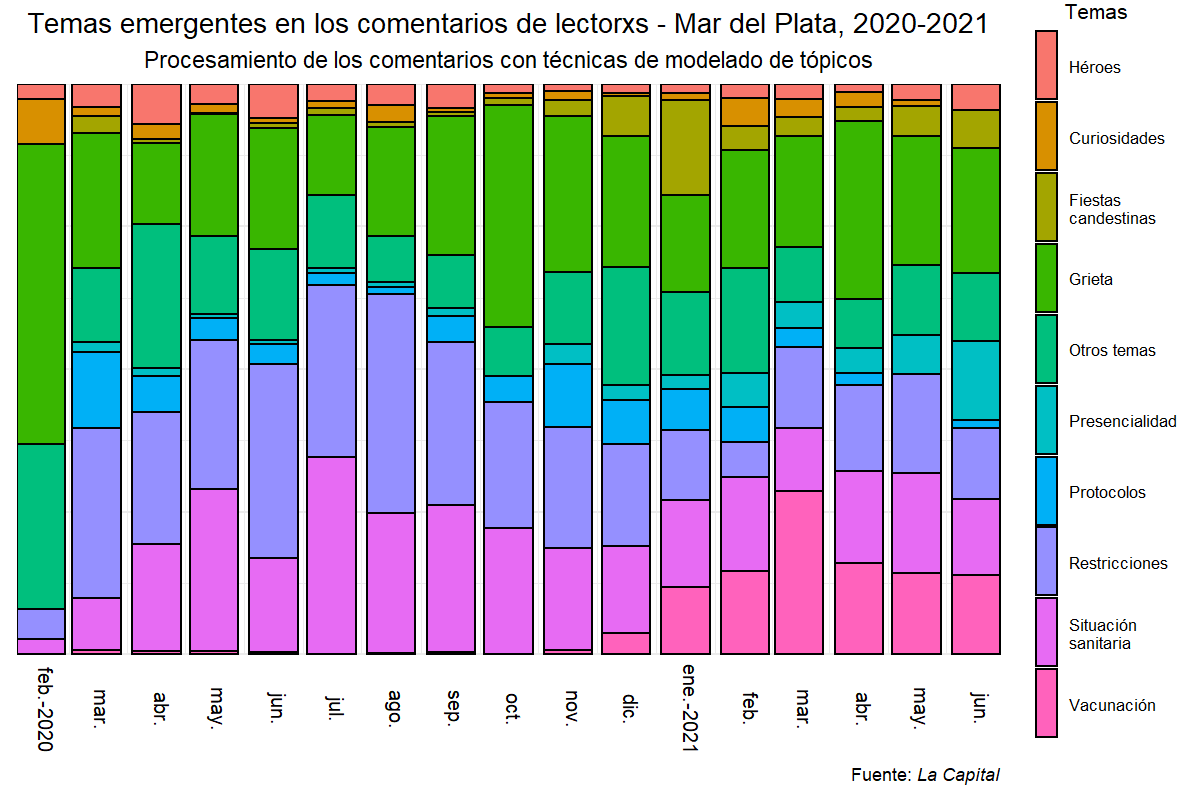 Temas emergentes en los comentarios de lectorxs - Mar del Plata, 2020-2021
Procesamiento de los comentarios con técnicas de modelado de tópicos
Temas
Héroes
Curiosidades
Fiestas
candestinas
Grieta
Otros temas
Presencialidad
Protocolos
Restricciones
Situación
sanitaria
Vacunación
feb.-2020
mar.
abr.
may.
jun.
jul.
ago.
sep.
oct.
nov.
dic.
ene.-2021
feb.
mar.
abr.
may.
jun.
Fuente: La Capital